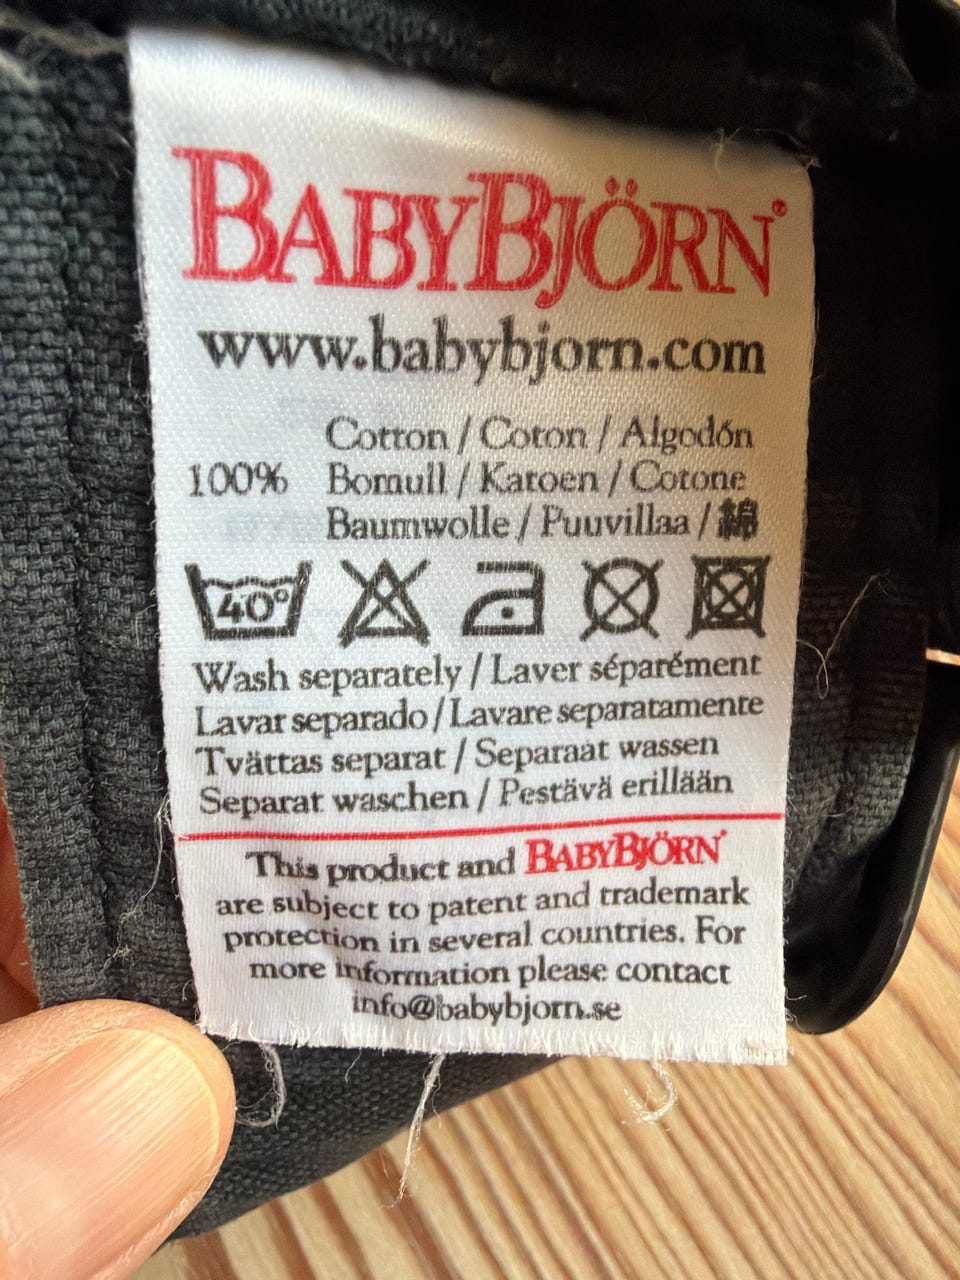 BABYBJÖRN®
www.babybjorn.com
Cotton / Coton / Algodón
100% Bomull / Katoen / Cotone
Baumwolle / Puuvillaa / 綿
40°
Wash separately / Laver séparément
Lavar separado / Lavare separatamente
Tvättas separat / Separaat wassen
Separat waschen / Pestävä erillään
This product and BABYBJÖRN®
are subject to patent and trademark
protection in several countries. For
more information please contact
info@babybjorn.se